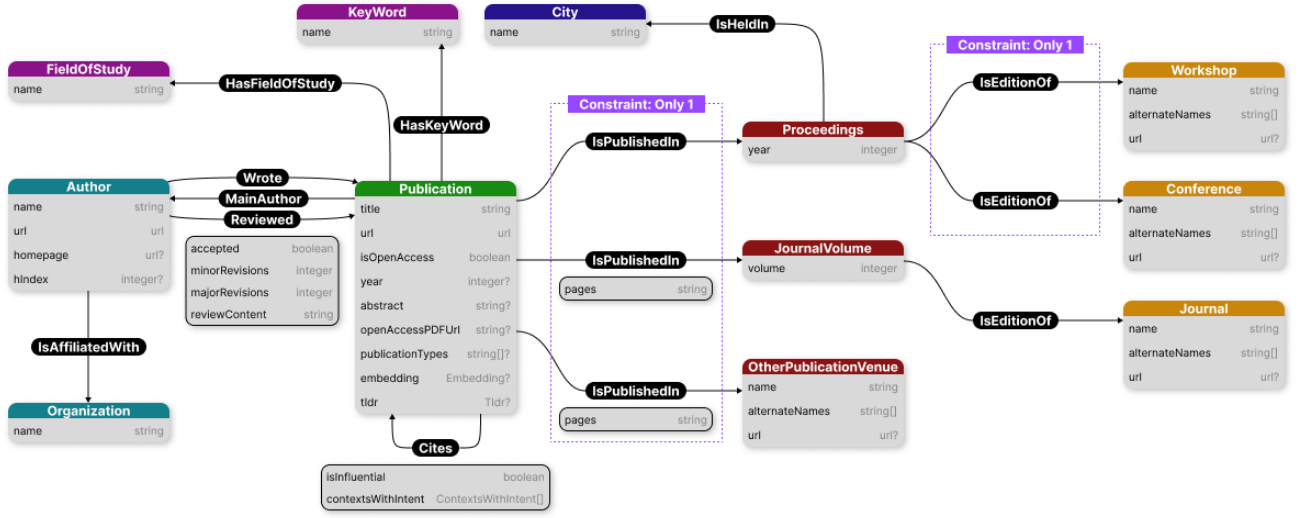 KeyWord
name string
City
name string
IsHeldIn
Constraint: Only 1
FieldOfStudy
name string
HasFieldOfStudy
HasKeyWord
Constraint: Only 1
IsPublishedIn
Proceedings
year integer
IsEditionOf
Workshop
name string
alternateNames string[]
url url?
IsEditionOf
Conference
name string
alternateNames string[]
url url?
Author
name string
url url
homepage url?
hIndex integer?
Wrote
MainAuthor
Reviewed
accepted boolean
minorRevisions integer
majorRevisions integer
reviewContent string
Publication
title string
url url
isOpenAccess boolean
year integer?
abstract string?
openAccessPDFUrl string?
publicationTypes string[]?
embedding Embedding?
tldr Tldr?
IsPublishedIn
pages string
JournalVolume
volume integer
IsEditionOf
Journal
name string
alternateNames string[]
url url?
IsAffiliatedWith
Organization
name string
IsPublishedIn
pages string
OtherPublicationVenue
name string
alternateNames string[]
url url?
Cites
isInfluential boolean
contextsWithIntent ContextsWithIntent[]